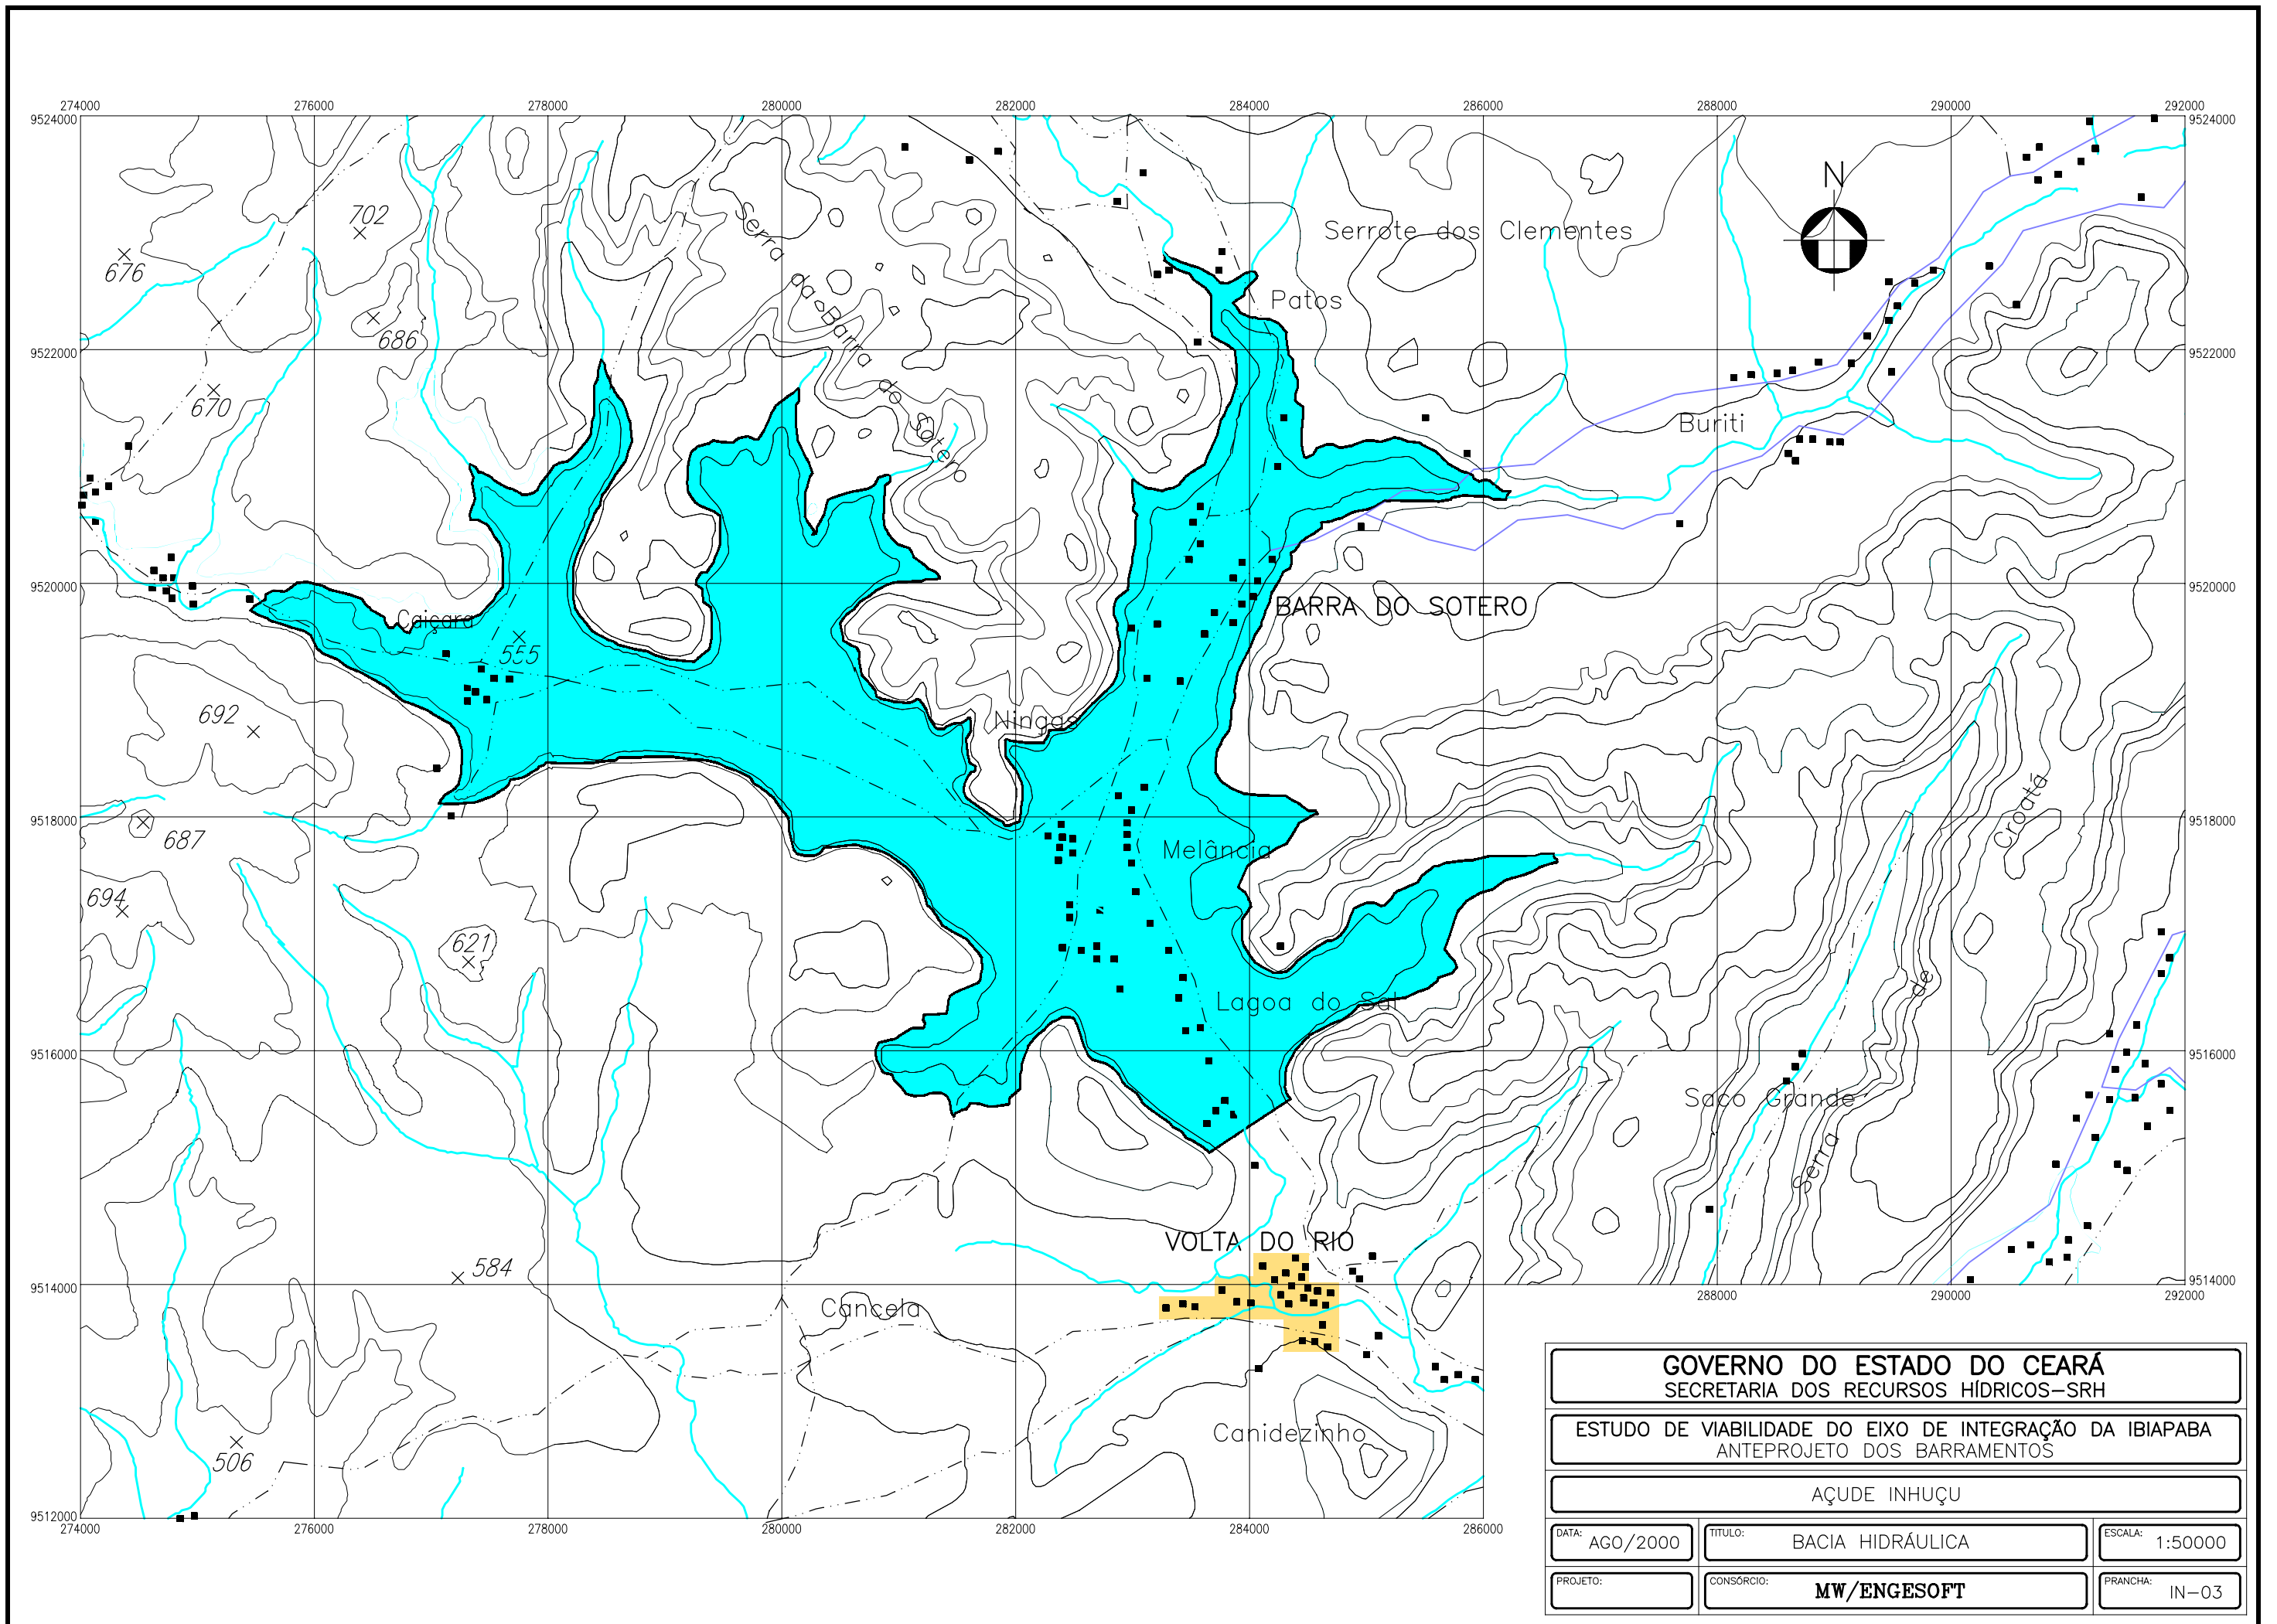 274000 276000 278000 280000 282000 284000 286000 288000 290000 292000
9524000 9524000
N
702
Serrote dos Clementes
676
Serra da Barra do Sotero
Patos
686
9522000 9522000
670
Buriti
9520000 9520000
BARRA DO SOTERO
Caiçara
555
692
Ningas
9518000 9518000
687
Melância
Serra de Croatá
694
621
Lagoa do Sal
9516000 9516000
Saco Grande
VOLTA DO RIO
584
9514000 9514000
288000 290000 292000
Cancela
Canidezinho
506
9512000
274000 276000 278000 280000 282000 284000 286000
GOVERNO DO ESTADO DO CEARÁ
SECRETARIA DOS RECURSOS HÍDRICOS-SRH
ESTUDO DE VIABILIDADE DO EIXO DE INTEGRAÇÃO DA IBIAPABA
ANTEPROJETO DOS BARRAMENTOS
AÇUDE INHUÇU
DATA: AGO/2000 TITULO: BACIA HIDRÁULICA ESCALA: 1:50000
PROJETO: CONSÓRCIO: MW/ENGESOFT PRANCHA: IN-03